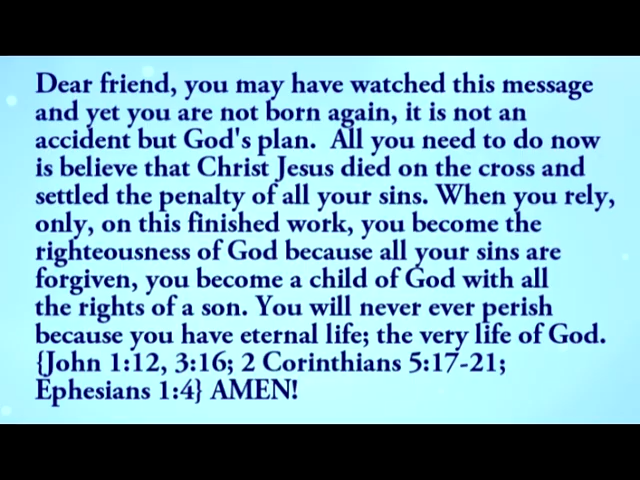 Dear friend, you may have watched this message
and yet you are not born again, it is not an
accident but God's plan.  All you need to do now
is believe that Christ Jesus died on the cross and
settled the penalty of all your sins. When you rely,
only, on this finished work, you become the
righteousness of God because all your sins are
forgiven, you become a child of God with all
the rights of a son. You will never ever perish
because you have eternal life; the very life of God.
{John 1:12, 3:16; 2 Corinthians 5:17-21;
Ephesians 1:4} AMEN!